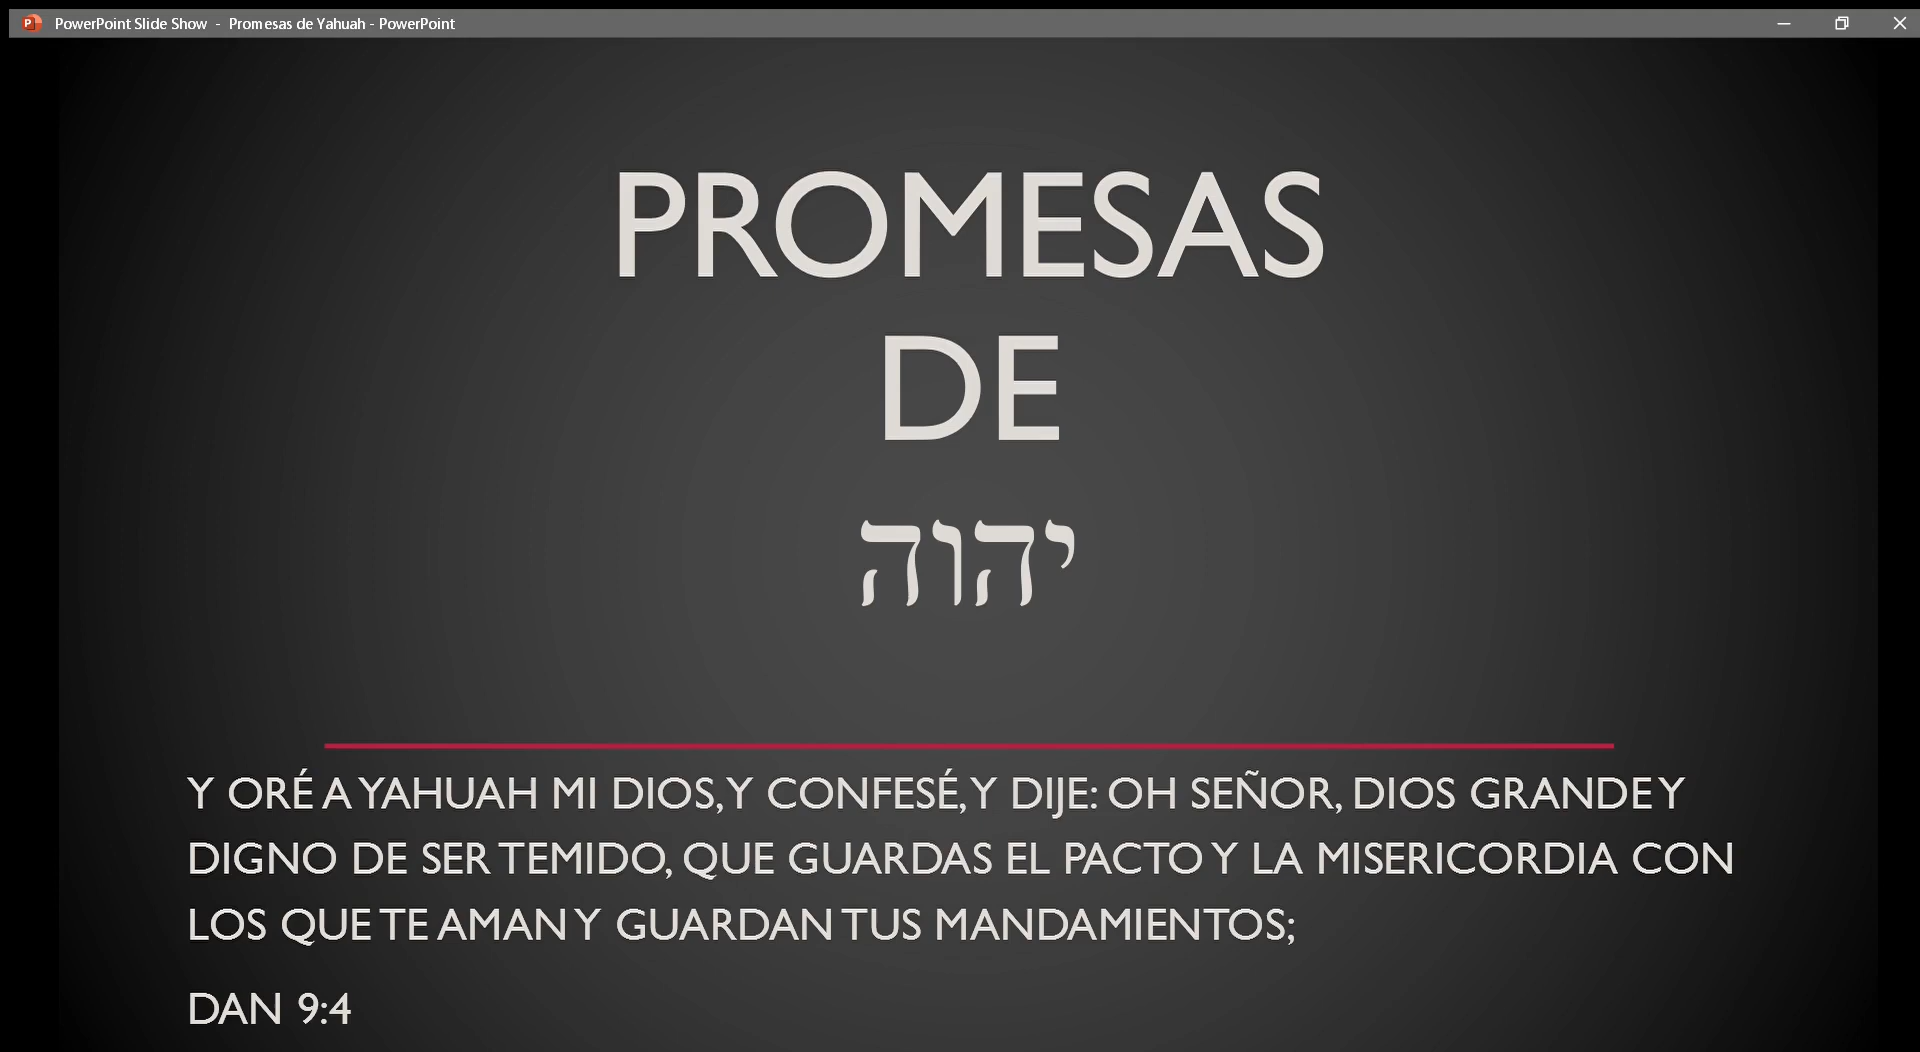 PowerPoint Slide Show - Promesas de Yahuah - PowerPoint
PROMESAS
DE
יהוה
Y ORÉ A YAHUAH MI DIOS, Y CONFESÉ, Y DIJE: OH SEÑOR, DIOS GRANDE Y
DIGNO DE SER TEMIDO, QUE GUARDAS EL PACTO Y LA MISERICORDIA CON
LOS QUE TE AMAN Y GUARDAN TUS MANDAMIENTOS;
DAN 9:4